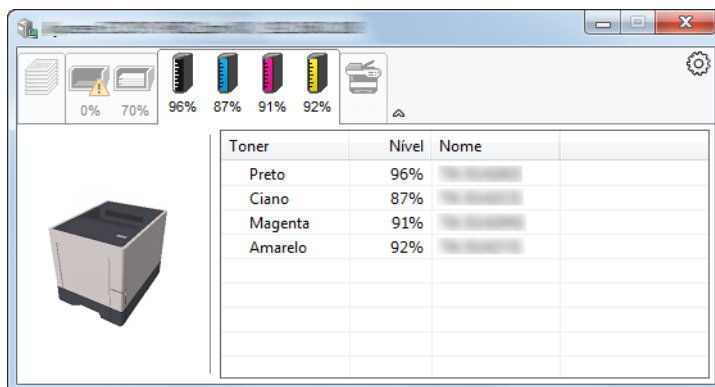 0% 70% 96% 87% 91% 92%
Toner Nível Nome
Preto 96%
Ciano 87%
Magenta 91%
Amarelo 92%